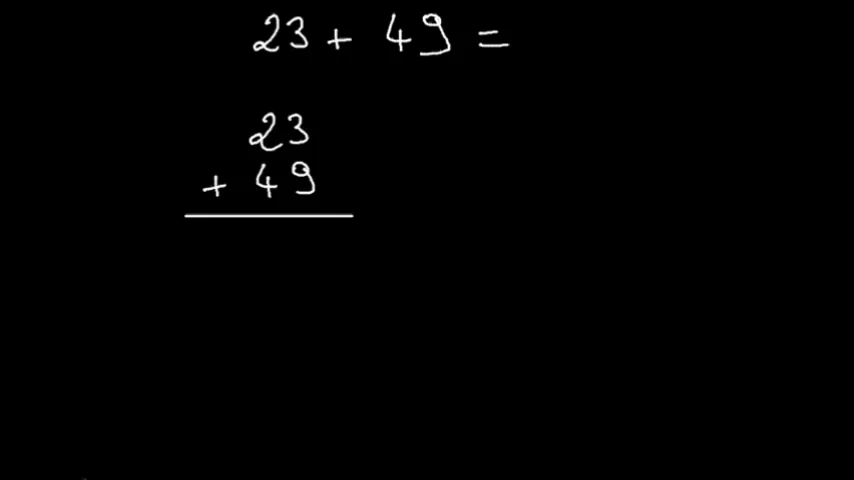 23 + 49 =
23
+ 49